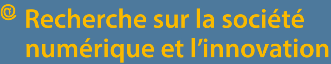 @ Recherche sur la société
numérique et l'innovation